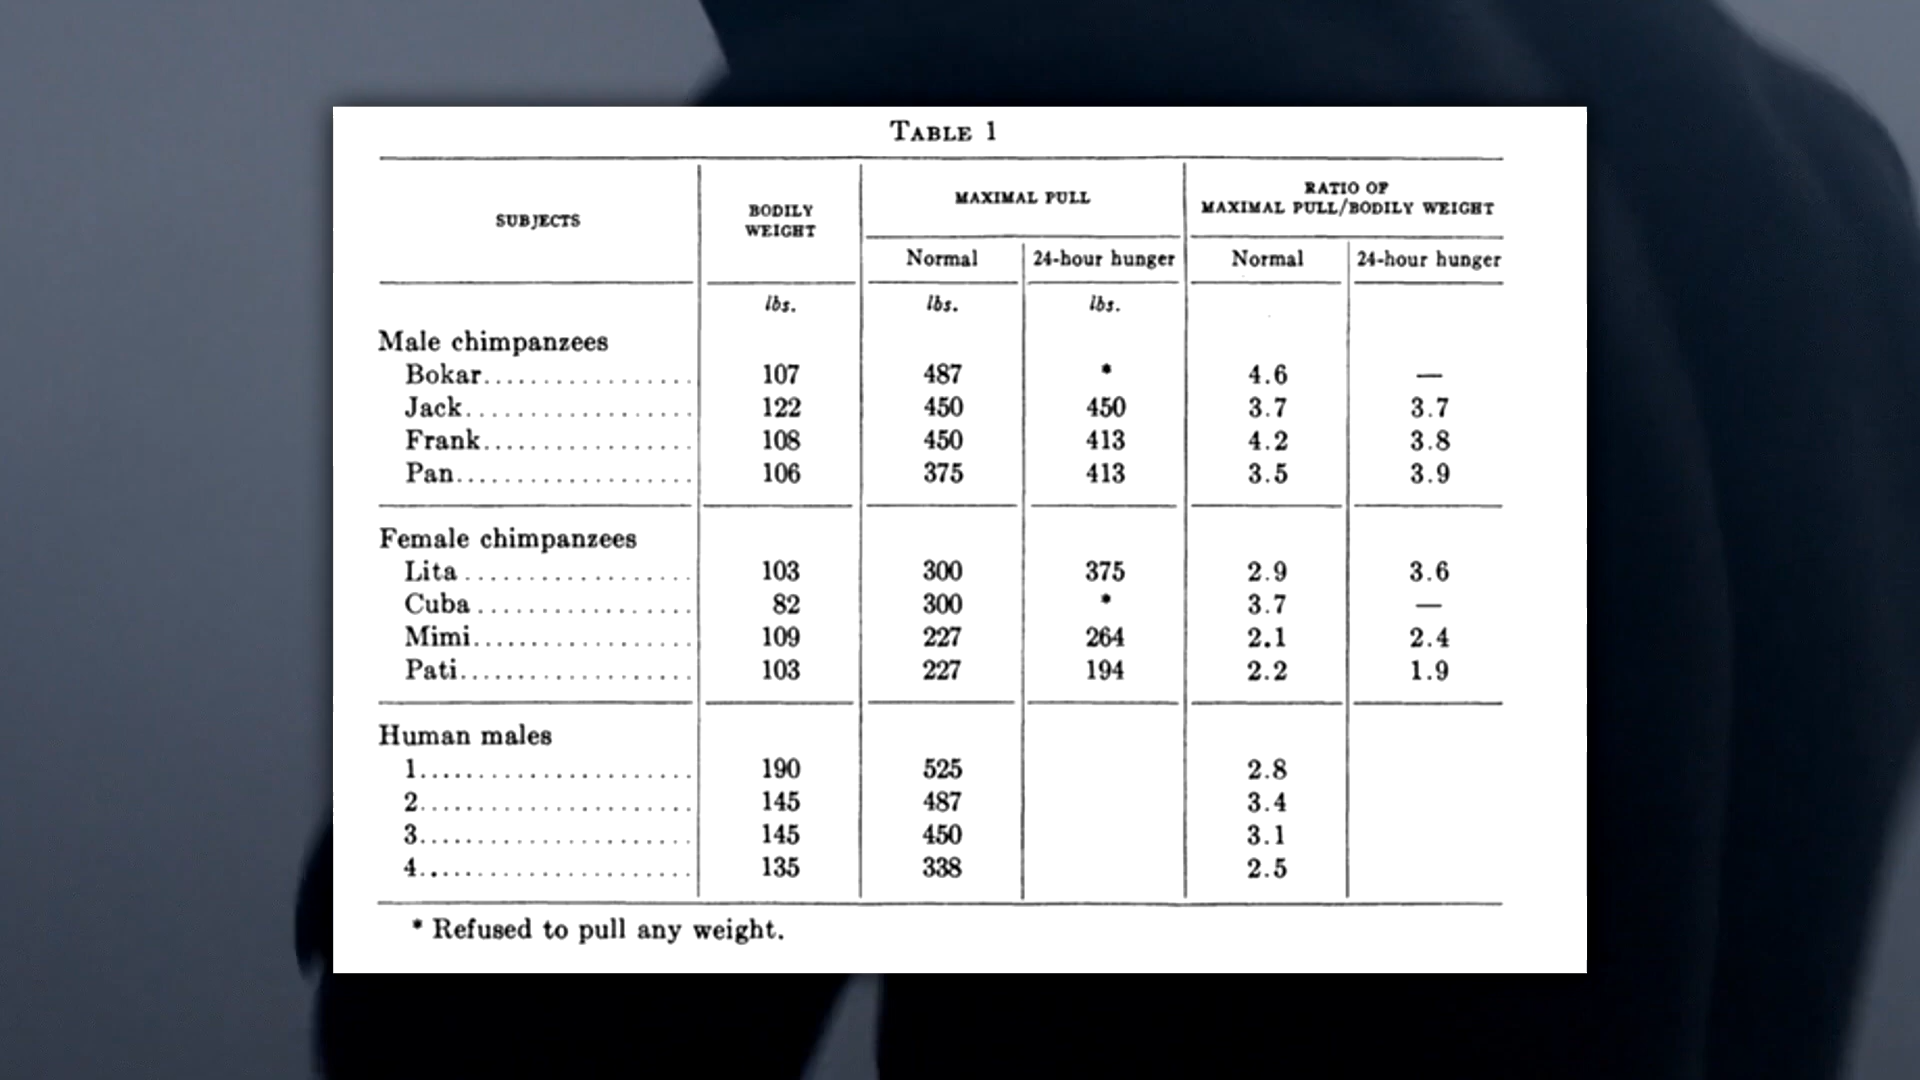 TABLE 1
SUBJECTS BODILY WEIGHT MAXIMAL PULL RATIO OF MAXIMAL PULL/BODILY WEIGHT
Normal 24-hour hunger Normal 24-hour hunger
lbs. lbs. lbs.
Male chimpanzees
Bokar................. 107 487 * 4.6 —
Jack.................. 122 450 450 3.7 3.7
Frank................. 108 450 413 4.2 3.8
Pan................... 106 375 413 3.5 3.9
Female chimpanzees
Lita.................. 103 300 375 2.9 3.6
Cuba.................. 82 300 * 3.7 —
Mimi.................. 109 227 264 2.1 2.4
Pati.................. 103 227 194 2.2 1.9
Human males
1..................... 190 525 2.8
2..................... 145 487 3.4
3..................... 145 450 3.1
4..................... 135 338 2.5
* Refused to pull any weight.